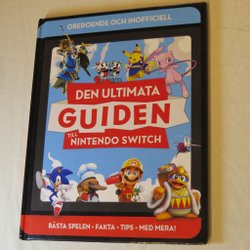 OBEROENDE OCH INOFFICIELL
DEN ULTIMATA
GUIDEN
TILL
NINTENDO SWITCH
BÄSTA SPELEN • FAKTA • TIPS • MED MERA!